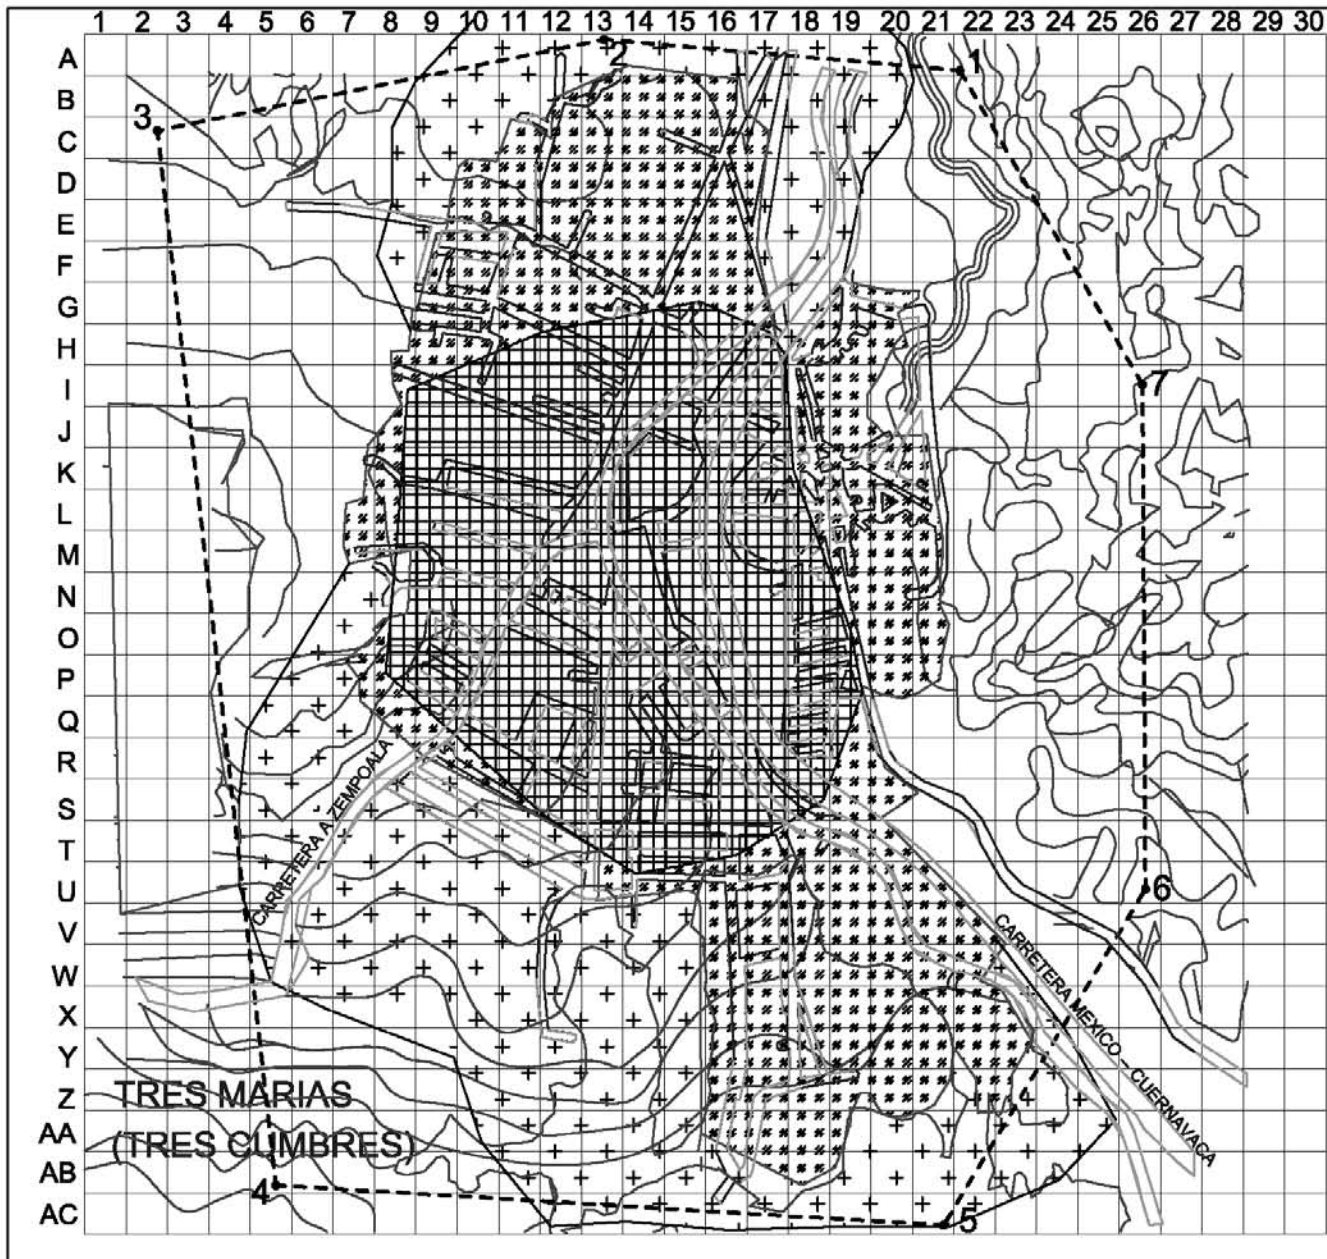 1 2 3 4 5 6 7 8 9 10 11 12 13 14 15 16 17 18 19 20 21 22 23 24 25 26 27 28 29 30
A
B
C
D
E
F
G
H
I
J
K
L
M
N
O
P
Q
R
S
T
U
V
W
X
Y
Z
AA
AB
AC
2
1
3
7
6
CARRETERA A ZEMPOALA
CARRETERA MEXICO - CUERNAVACA
TRES MARIAS
(TRES CUMBRES)
4
5